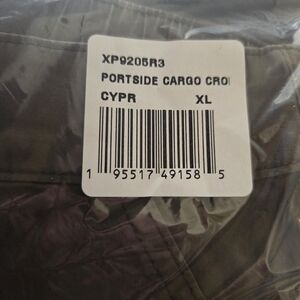 XP9205R3
PORTSIDE CARGO CRO
CYPR XL
1 95517 49158 5